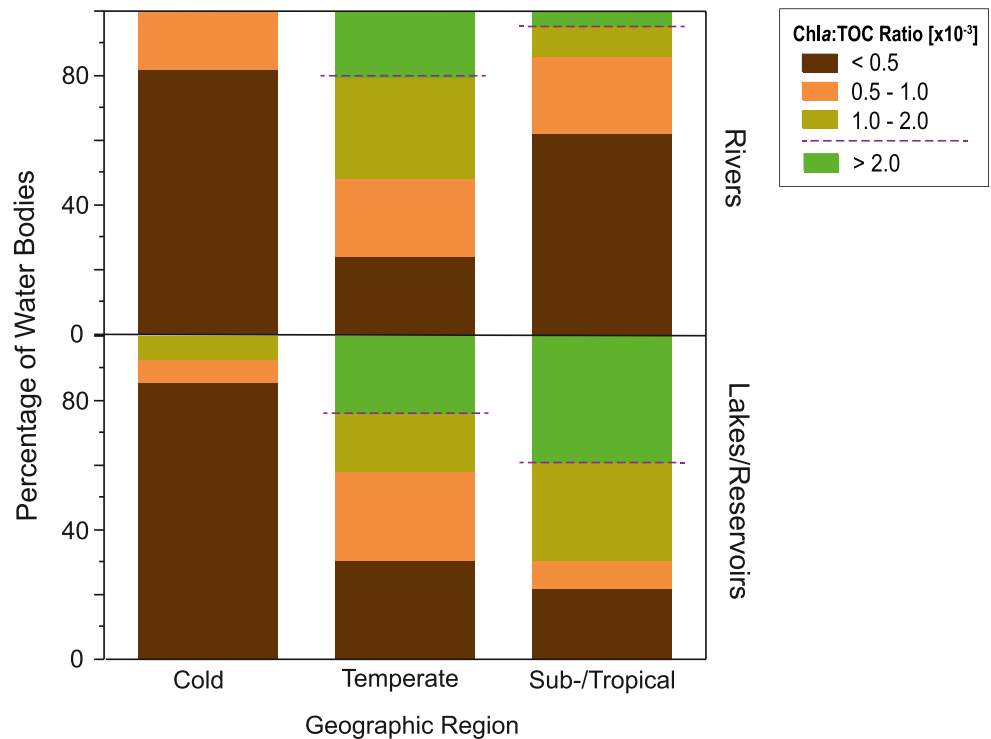 Chla:TOC Ratio [x10⁻³]
< 0.5
0.5 - 1.0
1.0 - 2.0
> 2.0
Percentage of Water Bodies
80
40
0
Rivers
80
40
0
Lakes/Reservoirs
Cold Temperate Sub-/Tropical
Geographic Region